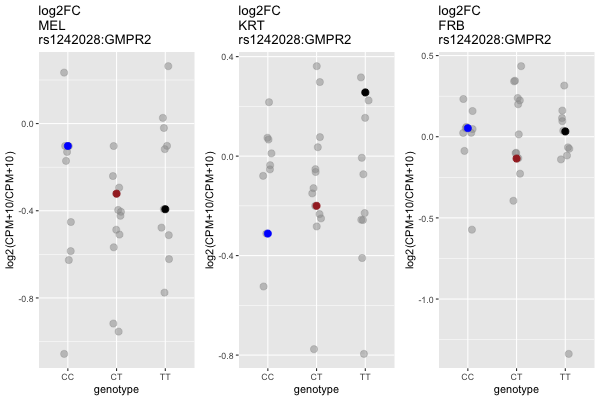 log2FC
MEL
rs1242028:GMPR2
log2(CPM+10/CPM+10)
0.0
-0.4
-0.8
CC CT TT
genotype
log2FC
KRT
rs1242028:GMPR2
log2(CPM+10/CPM+10)
0.4
0.0
-0.4
-0.8
CC CT TT
genotype
log2FC
FRB
rs1242028:GMPR2
log2(CPM+10/CPM+10)
0.5
0.0
-0.5
-1.0
CC CT TT
genotype